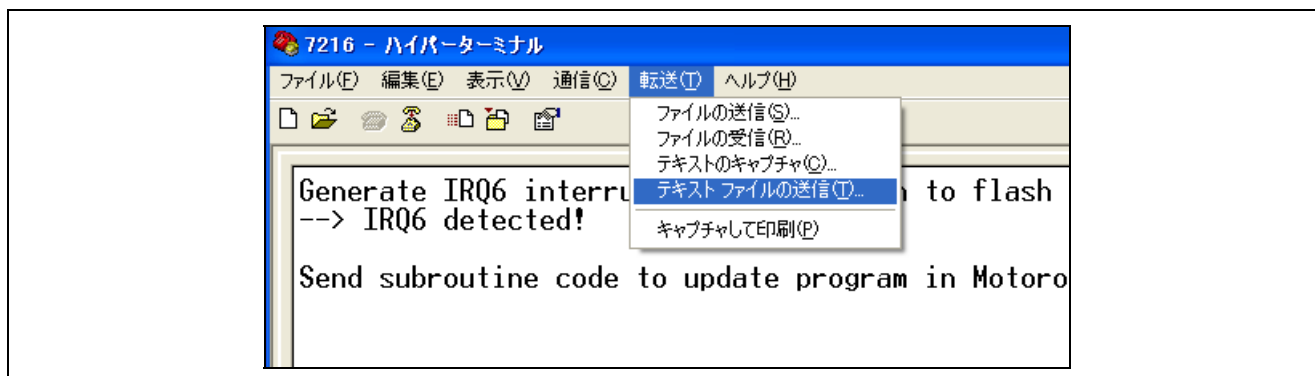 7216 - ハイパーターミナル
ファイル(F) 編集(E) 表示(V) 通信(C) 転送(T) ヘルプ(H)
ファイルの送信(S)...
ファイルの受信(R)...
テキストのキャプチャ(C)...
テキスト ファイルの送信(T)...
キャプチャして印刷(P)
Generate IRQ6 interru to flash
--> IRQ6 detected!
Send subroutine code to update program in Motoro